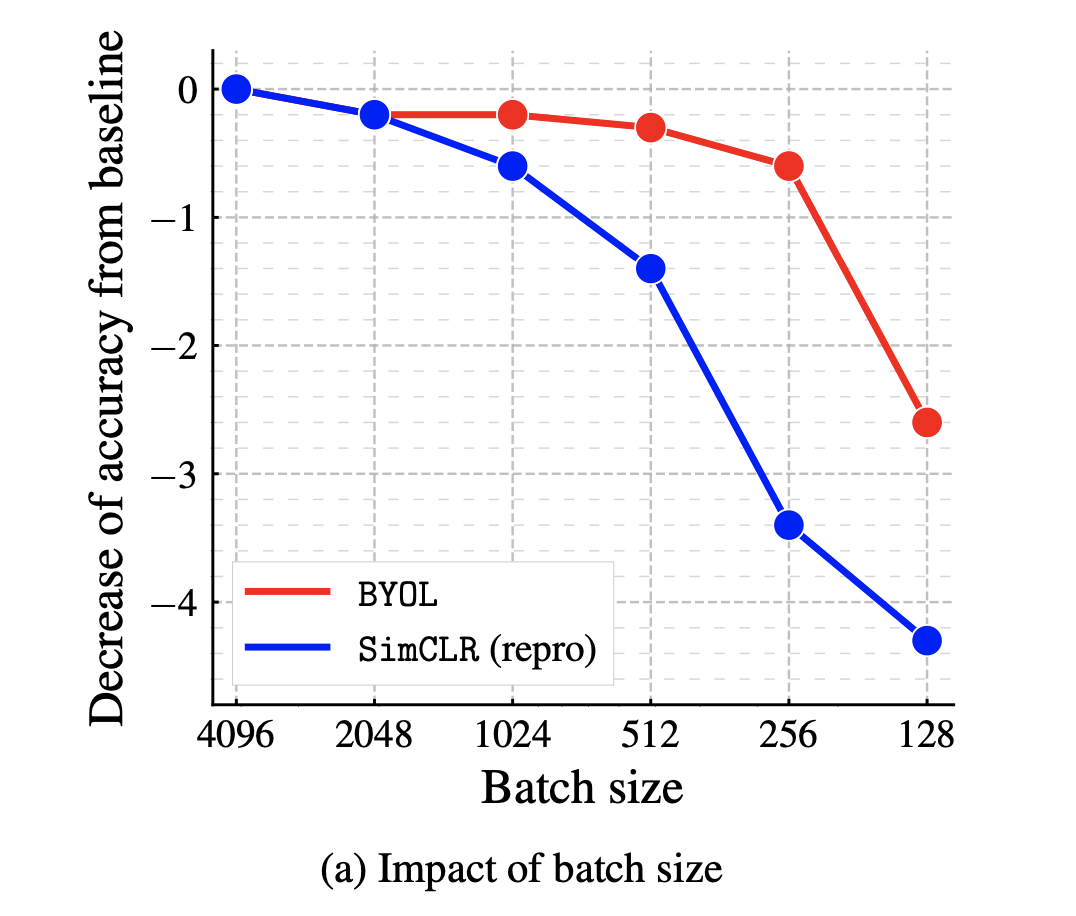 Decrease of accuracy from baseline
0
−1
−2
−3
−4
BYOL
SimCLR (repro)
4096 2048 1024 512 256 128
Batch size
(a) Impact of batch size